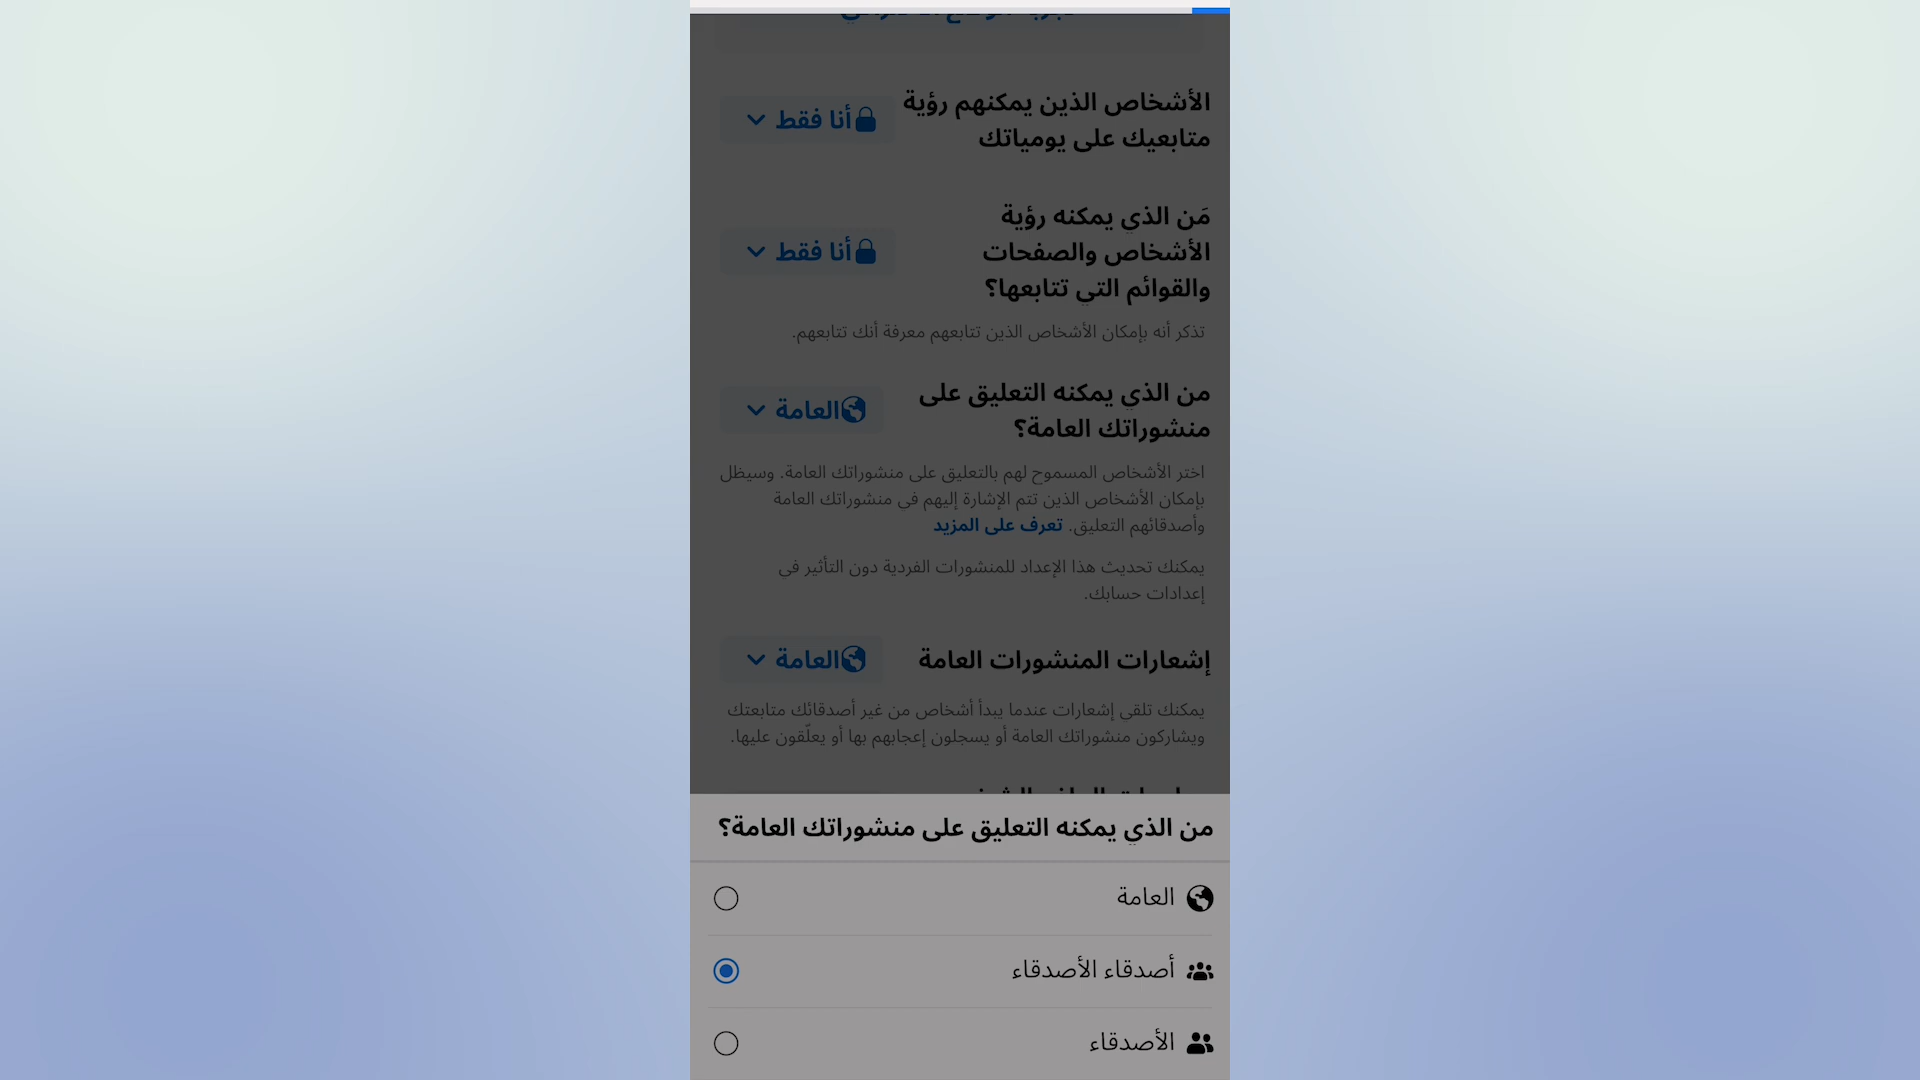 الأشخاص الذين يمكنهم رؤية
متابعيك على يومياتك
أنا فقط
مَن الذي يمكنه رؤية
الأشخاص والصفحات
والقوائم التي تتابعها؟
أنا فقط
تذكر أنه بإمكان الأشخاص الذين تتابعهم معرفة أنك تتابعهم.
من الذي يمكنه التعليق على
منشوراتك العامة؟
العامة
اختر الأشخاص المسموح لهم بالتعليق على منشوراتك العامة. وسيظل
بإمكان الأشخاص الذين تتم الإشارة إليهم في منشوراتك العامة
وأصدقائهم التعليق. تعرف على المزيد
يمكنك تحديث هذا الإعداد للمنشورات الفردية دون التأثير في
إعدادات حسابك.
إشعارات المنشورات العامة
العامة
يمكنك تلقي إشعارات عندما يبدأ أشخاص من غير أصدقائك متابعتك
ويشاركون منشوراتك العامة أو يسجلون إعجابهم بها أو يعلّقون عليها.
من الذي يمكنه التعليق على منشوراتك العامة؟
العامة
أصدقاء الأصدقاء
الأصدقاء